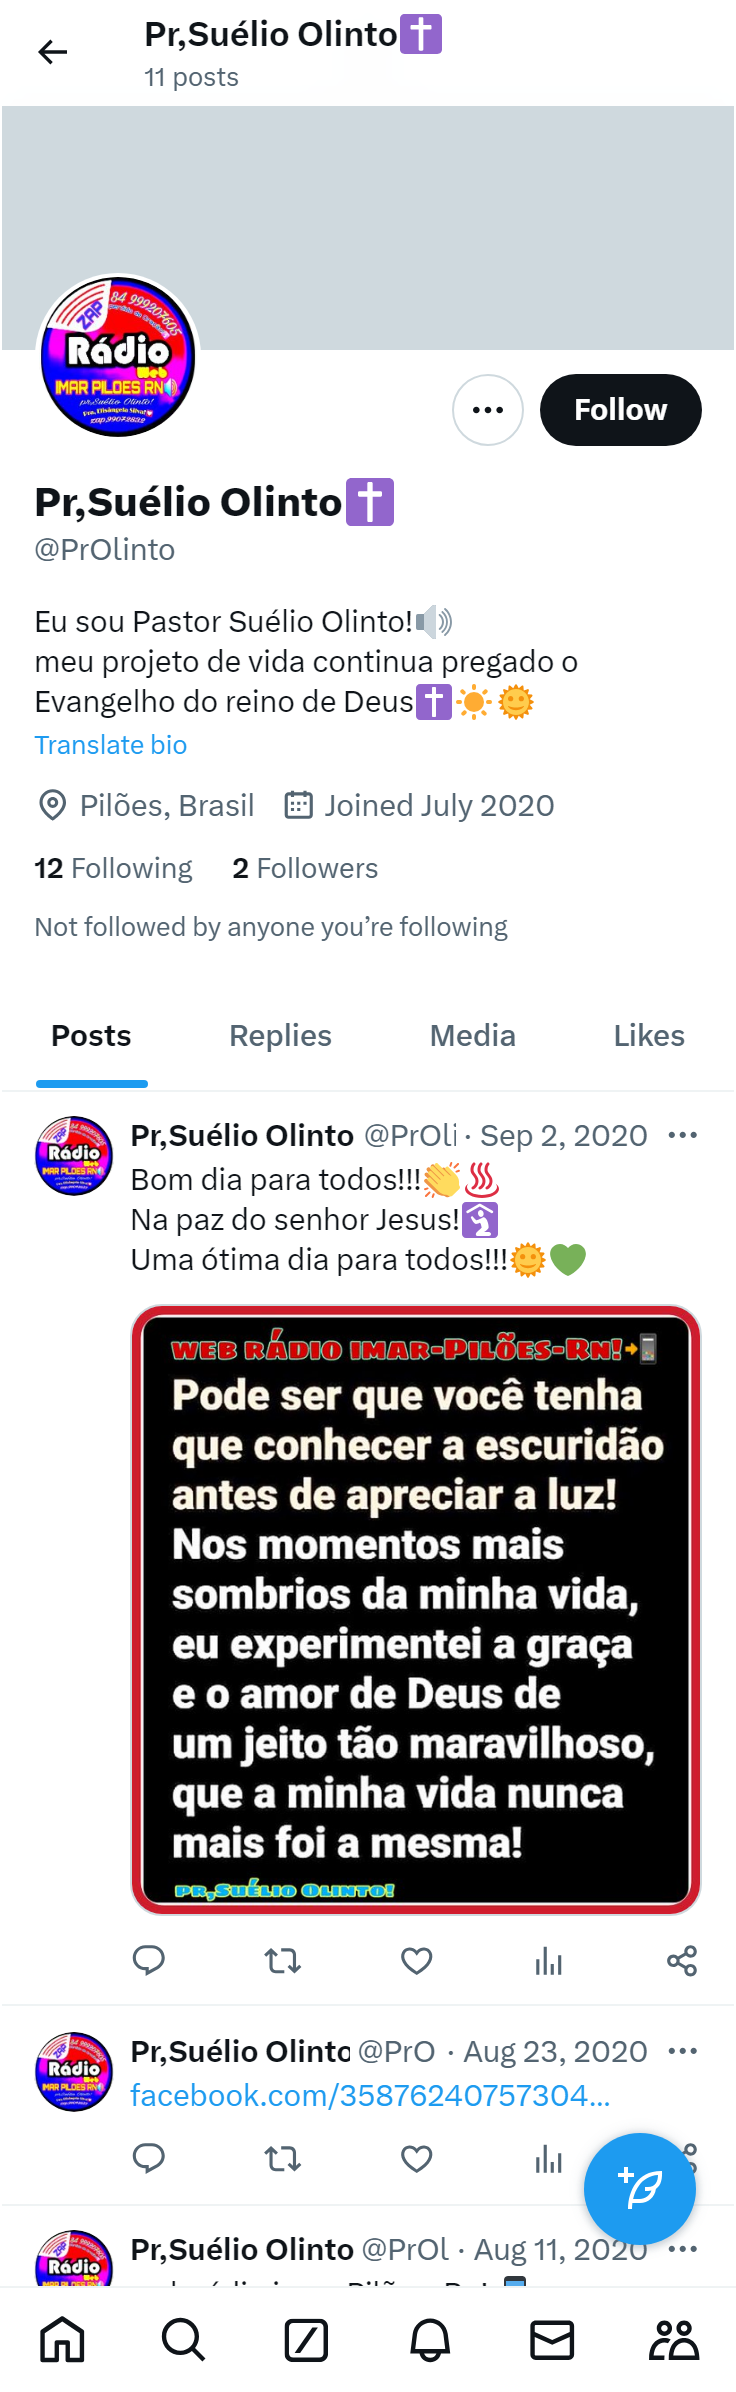 Pr,Suélio Olinto✝️
11 posts
ZAP
84 999207605
Rádio
Web
IMAR PILOES RN🔊
pr,Suélio Olinto!
Follow
Pr,Suélio Olinto✝️
@PrOlinto
Eu sou Pastor Suélio Olinto!🔊
meu projeto de vida continua pregado o
Evangelho do reino de Deus✝️☀️🌞
Translate bio
Pilões, Brasil Joined July 2020
12 Following 2 Followers
Not followed by anyone you’re following
Posts Replies Media Likes
Rádio
Pr,Suélio Olinto @PrOli · Sep 2, 2020
Bom dia para todos!!!👏♨️
Na paz do senhor Jesus!🛐
Uma ótima dia para todos!!!🌞💚
WEB RÁDIO IMAR-PILÕES-RN!➜📲
Pode ser que você tenha
que conhecer a escuridão
antes de apreciar a luz!
Nos momentos mais
sombrios da minha vida,
eu experimentei a graça
e o amor de Deus de
um jeito tão maravilhoso,
que a minha vida nunca
mais foi a mesma!
PR,SUÉLIO OLINTO!
Rádio
Pr,Suélio Olinto @PrO · Aug 23, 2020
facebook.com/35876240757304...
Rádio
Pr,Suélio Olinto @PrOl · Aug 11, 2020